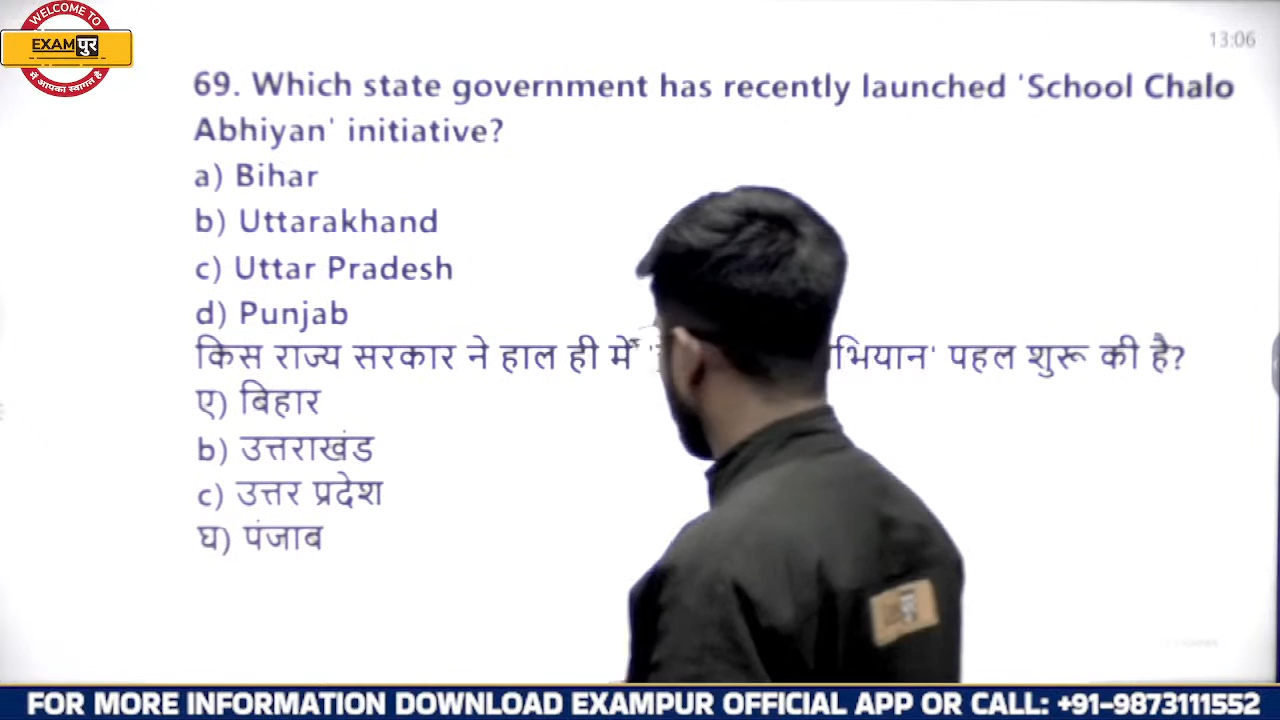 WELCOME TO
EXAMपुर
में आपका स्वागत है
13:06
69. Which state government has recently launched 'School Chalo
Abhiyan' initiative?
a) Bihar
b) Uttarakhand
c) Uttar Pradesh
d) Punjab
किस राज्य सरकार ने हाल ही में ' भियान' पहल शुरू की है?
ए) बिहार
b) उत्तराखंड
c) उत्तर प्रदेश
घ) पंजाब
FOR MORE INFORMATION DOWNLOAD EXAMPUR OFFICIAL APP OR CALL: +91-9873111552